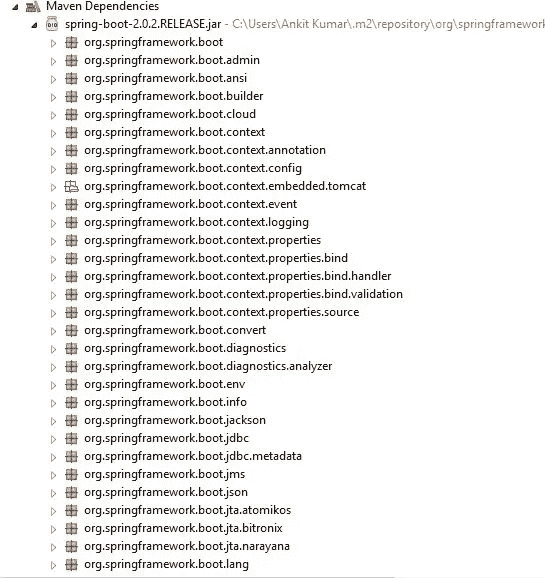 Maven Dependencies
spring-boot-2.0.2.RELEASE.jar - C:\Users\Ankit Kumar\.m2\repository\org\springframework
org.springframework.boot
org.springframework.boot.admin
org.springframework.boot.ansi
org.springframework.boot.builder
org.springframework.boot.cloud
org.springframework.boot.context
org.springframework.boot.context.annotation
org.springframework.boot.context.config
org.springframework.boot.context.embedded.tomcat
org.springframework.boot.context.event
org.springframework.boot.context.logging
org.springframework.boot.context.properties
org.springframework.boot.context.properties.bind
org.springframework.boot.context.properties.bind.handler
org.springframework.boot.context.properties.bind.validation
org.springframework.boot.context.properties.source
org.springframework.boot.convert
org.springframework.boot.diagnostics
org.springframework.boot.diagnostics.analyzer
org.springframework.boot.env
org.springframework.boot.info
org.springframework.boot.jackson
org.springframework.boot.jdbc
org.springframework.boot.jdbc.metadata
org.springframework.boot.jms
org.springframework.boot.json
org.springframework.boot.jta.atomikos
org.springframework.boot.jta.bitronix
org.springframework.boot.jta.narayana
org.springframework.boot.lang